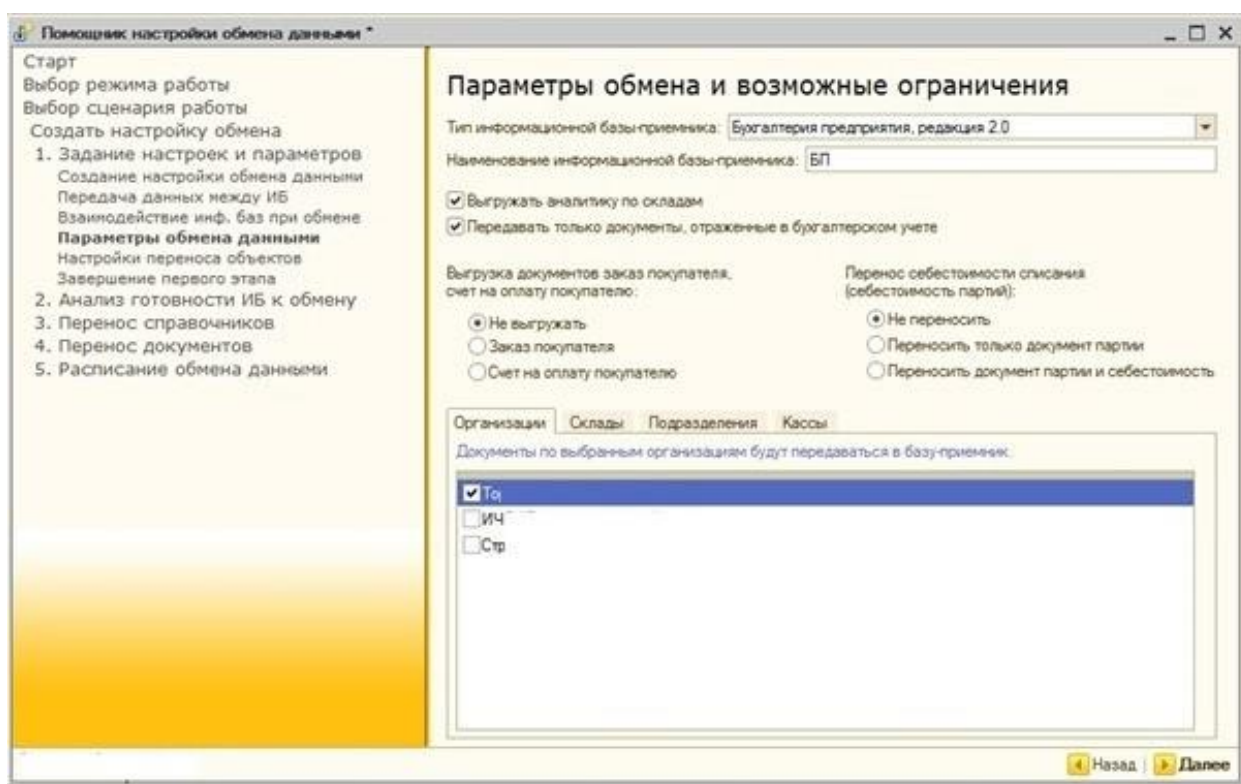 Помощник настройки обмена данными *
Старт
Выбор режима работы
Выбор сценария работы
Создать настройку обмена
1. Задание настроек и параметров
Создание настройки обмена данными
Передача данных между ИБ
Взаимодействие инф. баз при обмене
Параметры обмена данными
Настройки переноса объектов
Завершение первого этапа
2. Анализ готовности ИБ к обмену
3. Перенос справочников
4. Перенос документов
5. Расписание обмена данными
Параметры обмена и возможные ограничения
Тип информационной базы-приемника: Бухгалтерия предприятия, редакция 2.0
Наименование информационной базы-приемника: БП
Выгружать аналитику по складам
Передавать только документы, отраженные в бухгалтерском учете
Выгрузка документов заказ покупателя,
счет на оплату покупателю:
Не выгружать
Заказ покупателя
Счет на оплату покупателю
Перенос себестоимости списания
(себестоимость партий):
Не переносить
Переносить только документ партии
Переносить документ партии и себестоимость
Организации Склады Подразделения Кассы
Документы по выбранным организациям будут передаваться в базу-приемник:
ИЧ
Стр
Назад Далее